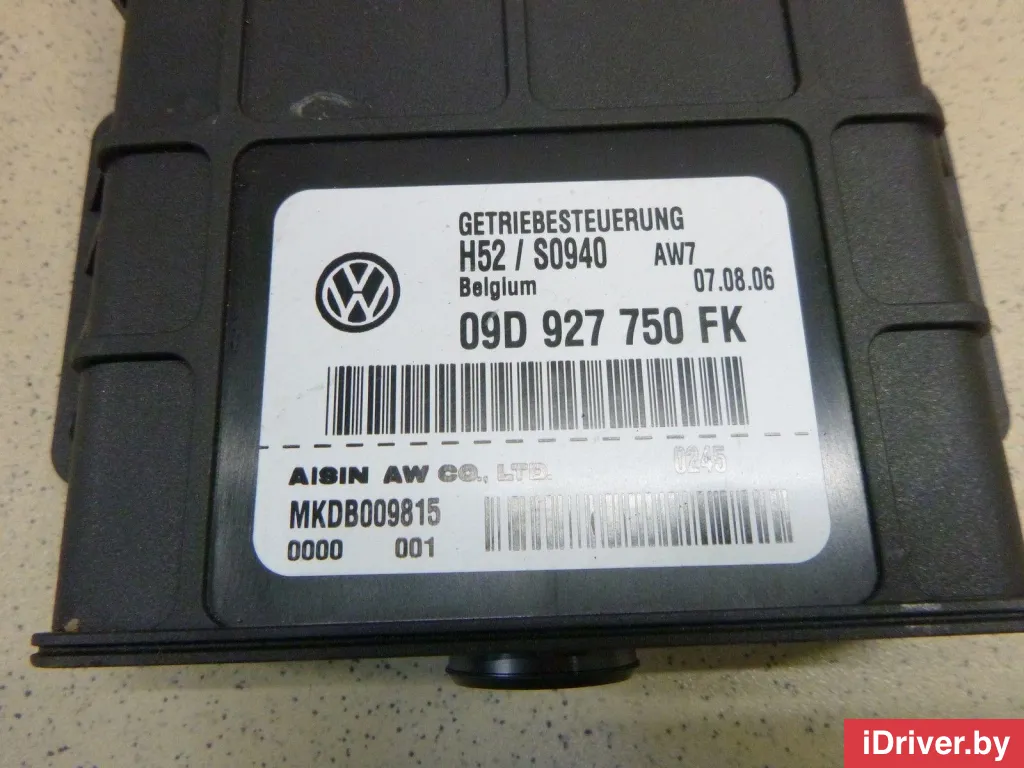 GETRIEBESTEUERUNG
H52 / S0940 AW7
Belgium 07.08.06
09D 927 750 FK
0245
AISIN AW CO., LTD.
MKDB009815
0000 001
iDriver.by